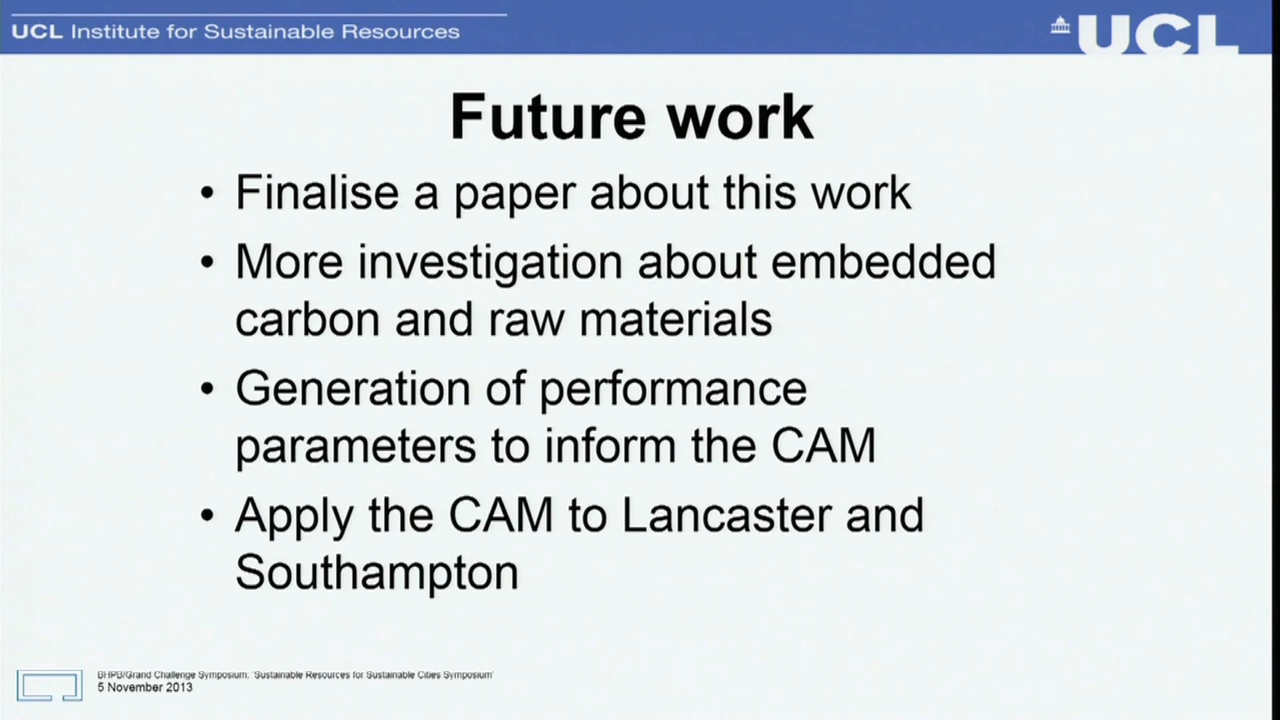 UCL Institute for Sustainable Resources
UCL
Future work
• Finalise a paper about this work
• More investigation about embedded
carbon and raw materials
• Generation of performance
parameters to inform the CAM
• Apply the CAM to Lancaster and
Southampton
BHPB/Grand Challenge Symposium: 'Sustainable Resources for Sustainable Cities Symposium'
5 November 2013